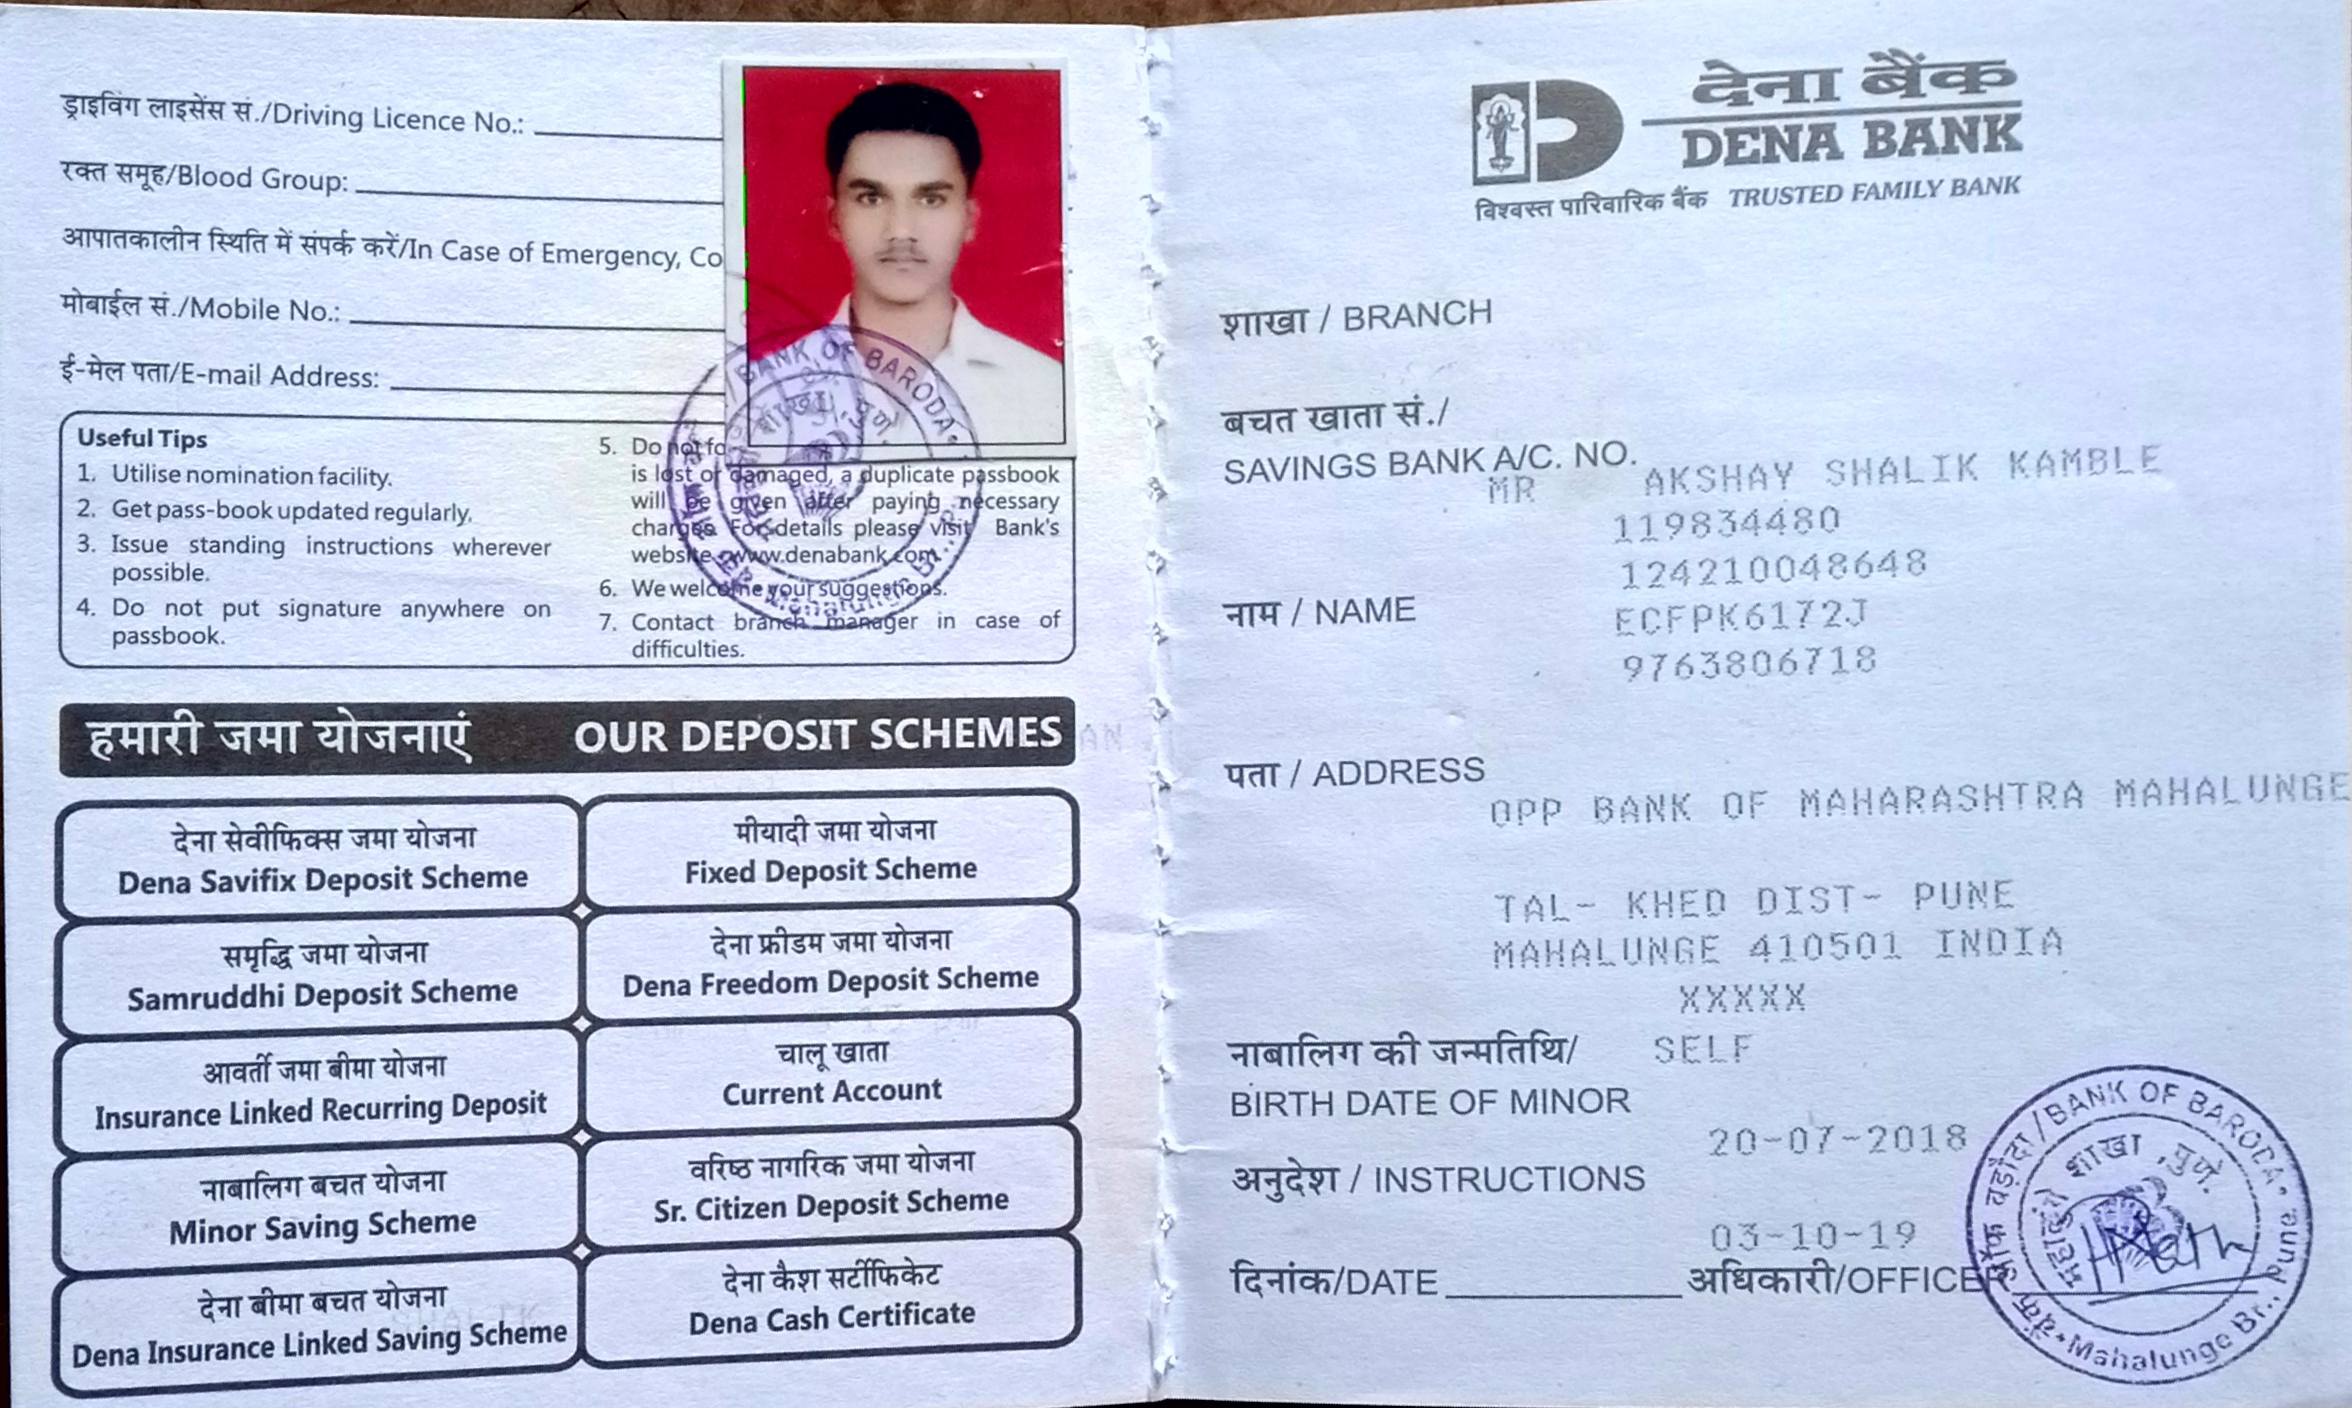 ड्राइविंग लाइसेंस सं./Driving Licence No.:
रक्त समूह/Blood Group:
आपातकालीन स्थिति में संपर्क करें/In Case of Emergency, Co
मोबाईल सं./Mobile No.:
ई-मेल पता/E-mail Address:
Useful Tips
1. Utilise nomination facility.
2. Get pass-book updated regularly.
3. Issue standing instructions wherever
possible.
4. Do not put signature anywhere on
passbook.
5. Do not fo
is lost or damaged, a duplicate passbook
will be given after paying necessary
charges For details please visit Bank's
website www.denabank.com.
6. We welcome your suggestions.
7. Contact branch manager in case of
difficulties.
BANK OF BARODA
शाखा, पुणे.
हमारी जमा योजनाएं OUR DEPOSIT SCHEMES
देना सेवीफिक्स जमा योजना
Dena Savifix Deposit Scheme
मीयादी जमा योजना
Fixed Deposit Scheme
समृद्धि जमा योजना
Samruddhi Deposit Scheme
देना फ्रीडम जमा योजना
Dena Freedom Deposit Scheme
आवर्ती जमा बीमा योजना
Insurance Linked Recurring Deposit
चालू खाता
Current Account
नाबालिग बचत योजना
Minor Saving Scheme
वरिष्ठ नागरिक जमा योजना
Sr. Citizen Deposit Scheme
देना बीमा बचत योजना
Dena Insurance Linked Saving Scheme
देना कैश सर्टीफिकेट
Dena Cash Certificate
देना बैंक
DENA BANK
विश्वस्त पारिवारिक बैंक TRUSTED FAMILY BANK
शाखा / BRANCH
बचत खाता सं./
SAVINGS BANK A/C. NO.
MR AKSHAY SHALIK KAMBLE
119834480
124210048648
नाम / NAME
ECFPK6172J
9763806718
पता / ADDRESS
OPP BANK OF MAHARASHTRA MAHALUNGE
TAL- KHED DIST- PUNE
MAHALUNGE 410501 INDIA
XXXXX
नाबालिग की जन्मतिथि/ SELF
BIRTH DATE OF MINOR
20-07-2018
अनुदेश / INSTRUCTIONS
03-10-19
दिनांक/DATE अधिकारी/OFFICER
बैंक ऑफ बड़ौदा/BANK OF BARODA
महालुंगे शाखा, पुणे.
Mahalunge Br., Pune